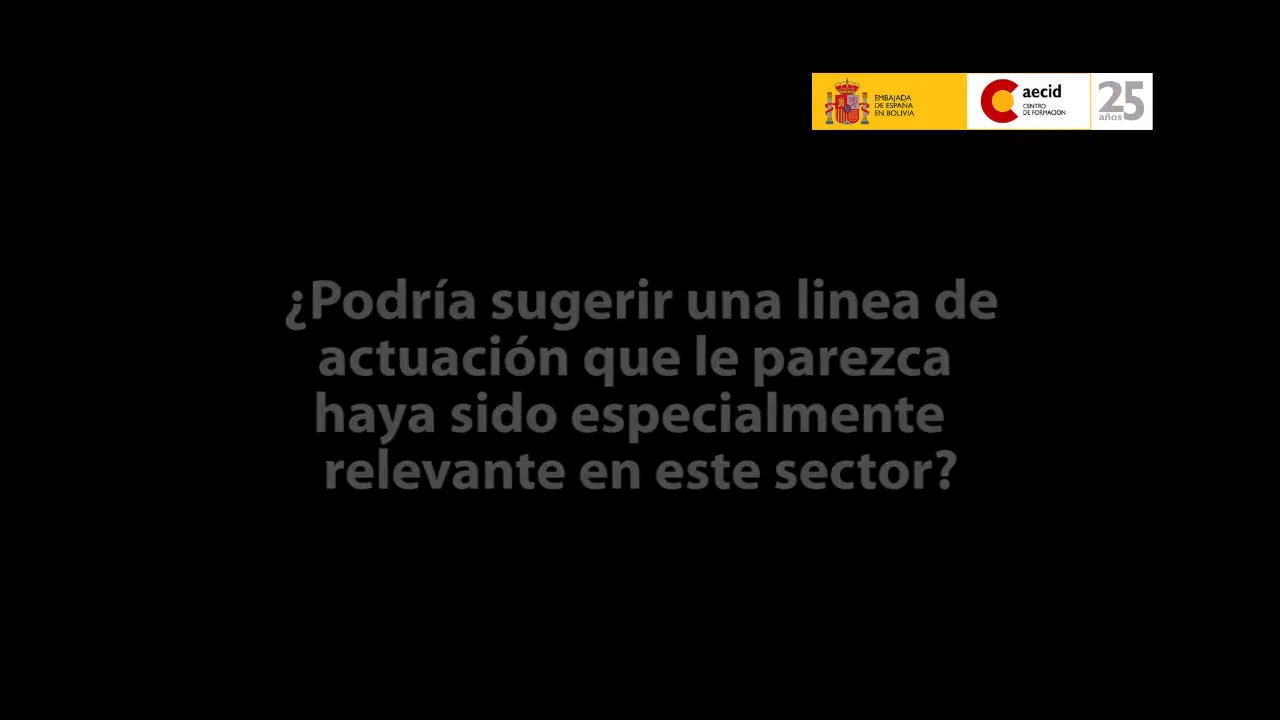 EMBAJADA
DE ESPAÑA
EN BOLIVIA
aecid
CENTRO
DE FORMACIÓN
25
años
¿Podría sugerir una linea de
actuación que le parezca
haya sido especialmente
relevante en este sector?